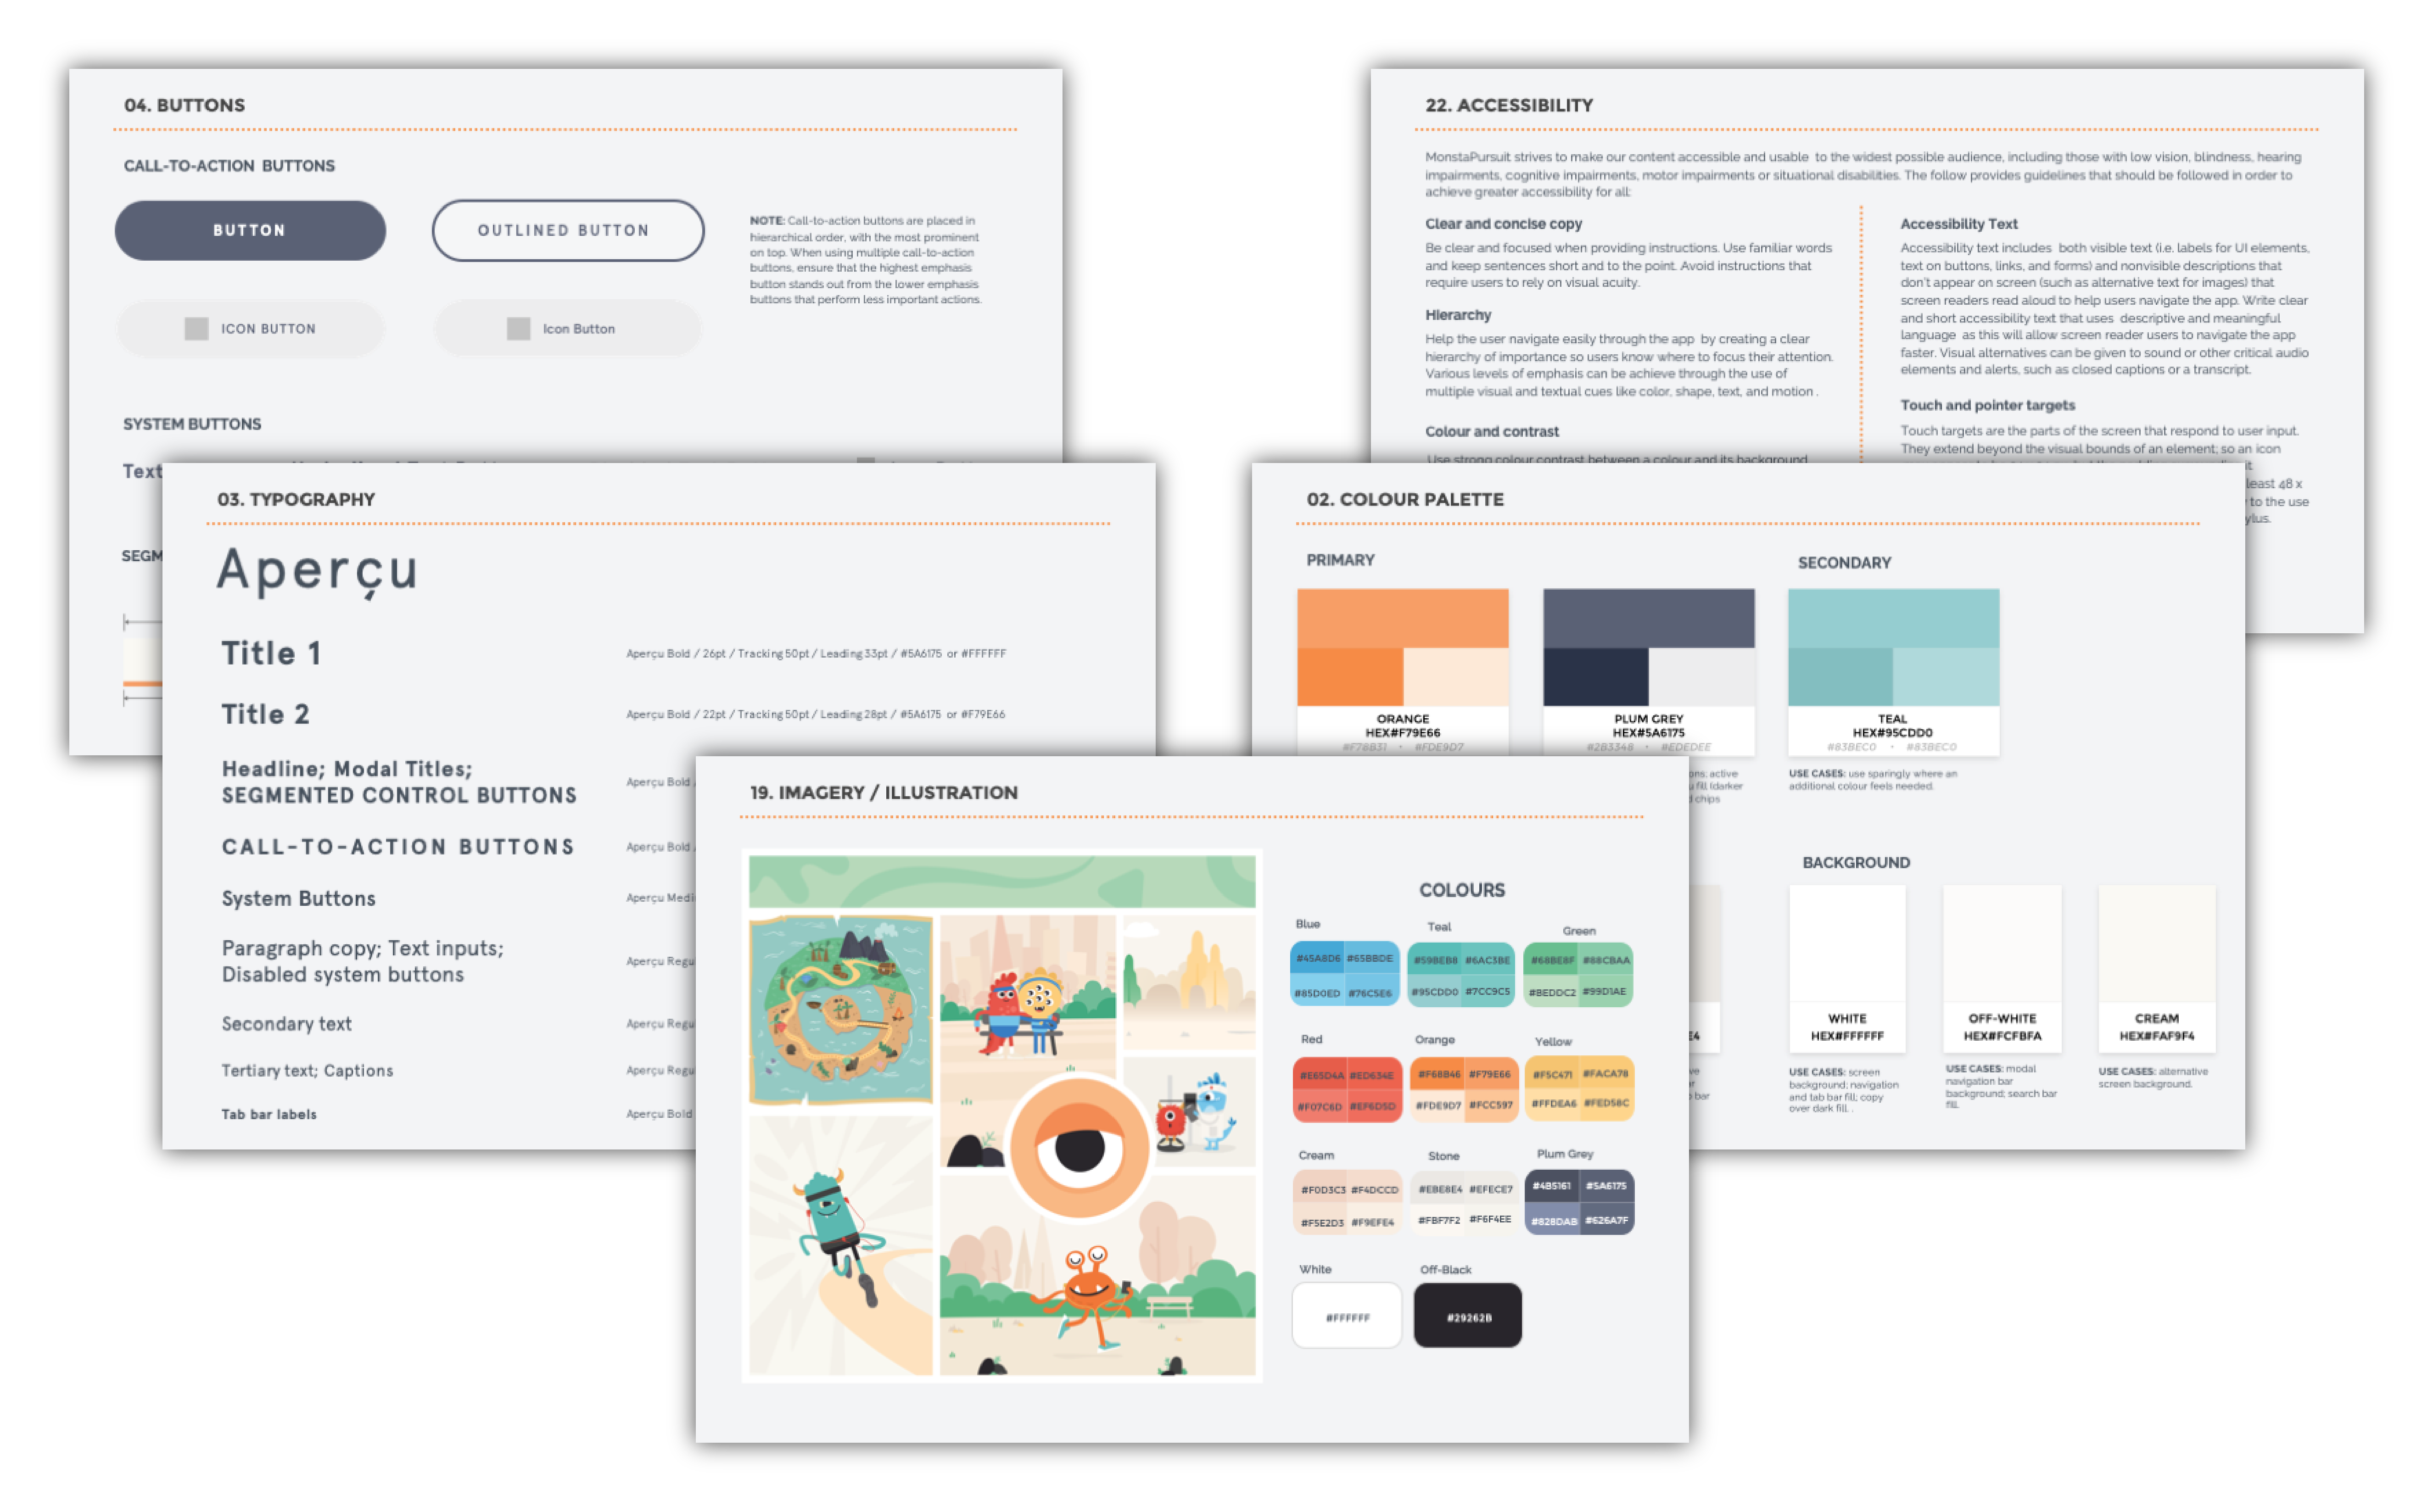 04. BUTTONS
CALL-TO-ACTION BUTTONS
BUTTON
OUTLINED BUTTON
ICON BUTTON
Icon Button
NOTE: Call-to-action buttons are placed in
hierarchical order, with the most prominent
on top. When using multiple call-to-action
buttons, ensure that the highest emphasis
button stands out from the lower emphasis
buttons that perform less important actions.
SYSTEM BUTTONS
Text
SEGM
22. ACCESSIBILITY
MonstaPursuit strives to make our content accessible and usable to the widest possible audience, including those with low vision, blindness, hearing
impairments, cognitive impairments, motor impairments or situational disabilities. The follow provides guidelines that should be followed in order to
achieve greater accessibility for all:
Clear and concise copy
Be clear and focused when providing instructions. Use familiar words
and keep sentences short and to the point. Avoid instructions that
require users to rely on visual acuity.
Hierarchy
Help the user navigate easily through the app by creating a clear
hierarchy of importance so users know where to focus their attention.
Various levels of emphasis can be achieve through the use of
multiple visual and textual cues like color, shape, text, and motion .
Colour and contrast
Use strong colour contrast between a colour and its background
Accessibility Text
Accessibility text includes both visible text (i.e. labels for UI elements,
text on buttons, links, and forms) and nonvisible descriptions that
don't appear on screen (such as alternative text for images) that
screen readers read aloud to help users navigate the app. Write clear
and short accessibility text that uses descriptive and meaningful
language as this will allow screen reader users to navigate the app
faster. Visual alternatives can be given to sound or other critical audio
elements and alerts, such as closed captions or a transcript.
Touch and pointer targets
Touch targets are the parts of the screen that respond to user input.
They extend beyond the visual bounds of an element; so an icon
it
least 48 x
to the use
ylus.
03. TYPOGRAPHY
Aperçu
Title 1
Aperçu Bold / 26pt / Tracking 50pt / Leading 33pt / #5A6175 or #FFFFFF
Title 2
Aperçu Bold / 22pt / Tracking 50pt / Leading 28pt / #5A6175 or #F79E66
Headline; Modal Titles;
SEGMENTED CONTROL BUTTONS
Aperçu Bold /
CALL-TO-ACTION BUTTONS
Aperçu Bold /
System Buttons
Aperçu Medi
Paragraph copy; Text inputs;
Disabled system buttons
Aperçu Regu
Secondary text
Aperçu Regu
Tertiary text; Captions
Aperçu Regu
Tab bar labels
Aperçu Bold
02. COLOUR PALETTE
PRIMARY
SECONDARY
ORANGE
HEX#F79E66
#F78B31 • #FDE9D7
PLUM GREY
HEX#5A6175
#2B3348 • #EDEDEE
TEAL
HEX#95CDD0
#83BEC0 • #83BEC0
ons; active
u fill (darker
d chips
USE CASES: use sparingly where an
additional colour feels needed.
BACKGROUND
E4
WHITE
HEX#FFFFFF
OFF-WHITE
HEX#FCFBFA
CREAM
HEX#FAF9F4
ve
ar
bar
USE CASES: screen
background; navigation
and tab bar fill; copy
over dark fill. .
USE CASES: modal
navigation bar
background; search bar
fill.
USE CASES: alternative
screen background.
19. IMAGERY / ILLUSTRATION
COLOURS
Blue
#45A8D6 #65BBDE
#85D0ED #76C5E6
Teal
#59BEB8 #6AC3BE
#95CDD0 #7CC9C5
Green
#68BE8F #88CBAA
#BEDDC2 #99D1AE
Red
#E65D4A #ED634E
#F07C6D #EF6D5D
Orange
#F68B46 #F79E66
#FDE9D7 #FCC597
Yellow
#F5C471 #FACA78
#FFDEA6 #FED58C
Cream
#F0D3C3 #F4DCCD
#F5E2D3 #F9EFE4
Stone
#EBE8E4 #EFECE7
#FBF7F2 #F6F4EE
Plum Grey
#4B5161 #5A6175
#828DAB #626A7F
White
#FFFFFF
Off-Black
#29262B